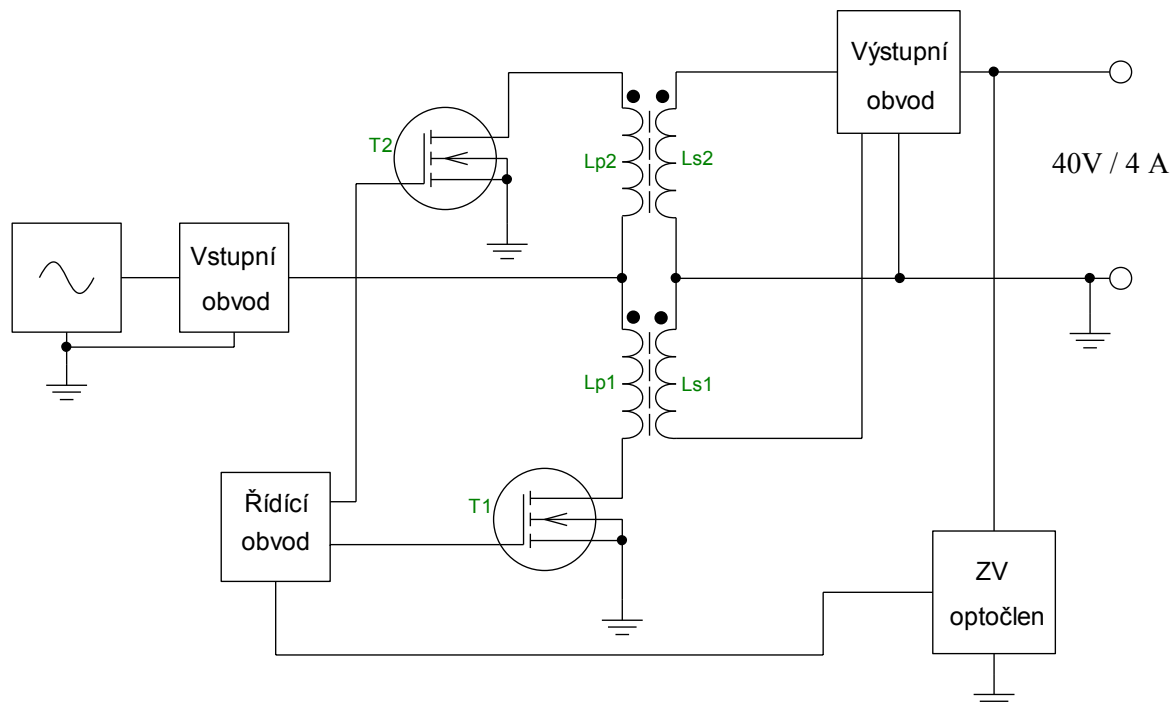 Výstupní
obvod
T2
Lp2
Ls2
40V / 4 A
Vstupní
obvod
Lp1
Ls1
Řídící
obvod
T1
ZV
optočlen